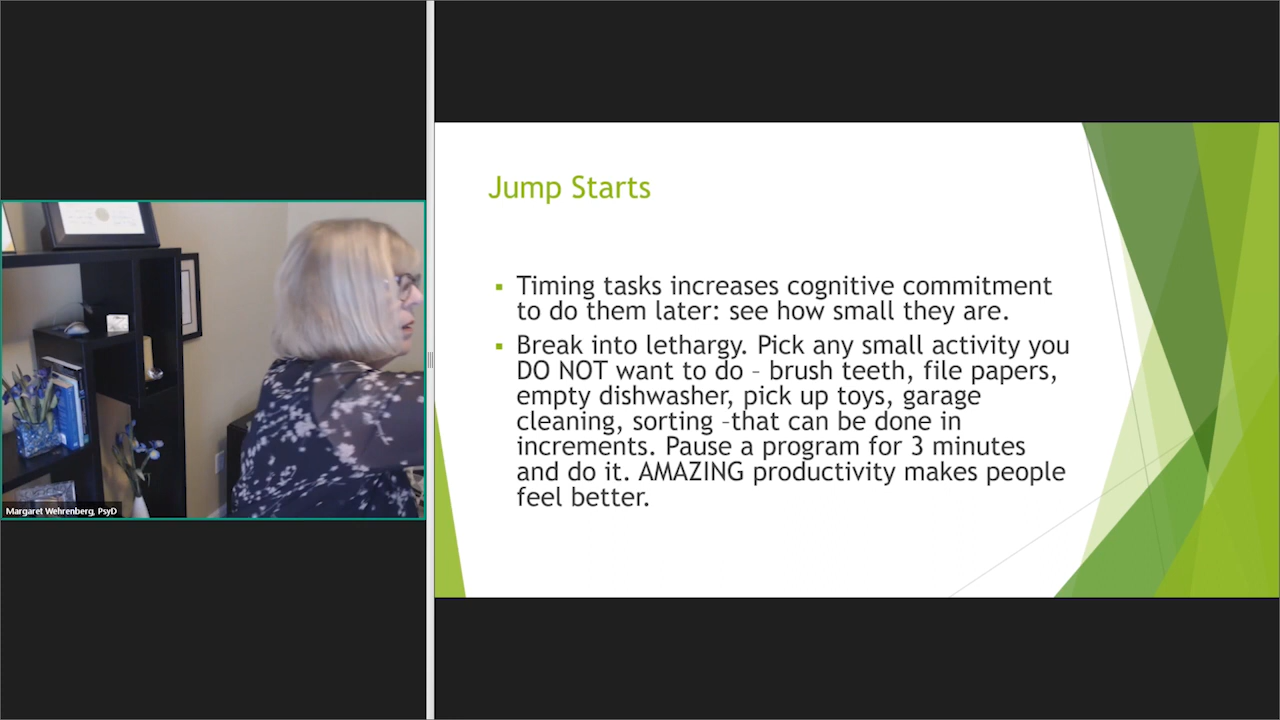 Jump Starts
▪ Timing tasks increases cognitive commitment
to do them later: see how small they are.
▪ Break into lethargy. Pick any small activity you
DO NOT want to do – brush teeth, file papers,
empty dishwasher, pick up toys, garage
cleaning, sorting –that can be done in
increments. Pause a program for 3 minutes
and do it. AMAZING productivity makes people
feel better.
Margaret Wehrenberg, PsyD